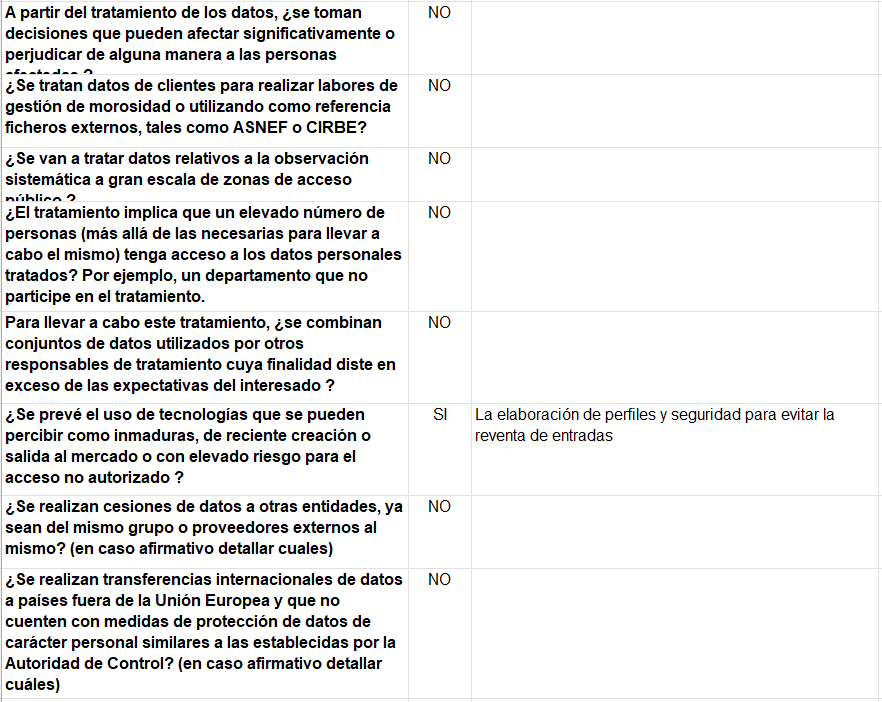 A partir del tratamiento de los datos, ¿se toman NO
decisiones que pueden afectar significativamente o
perjudicar de alguna manera a las personas
afectadas ?
¿Se tratan datos de clientes para realizar labores de NO
gestión de morosidad o utilizando como referencia
ficheros externos, tales como ASNEF o CIRBE?
¿Se van a tratar datos relativos a la observación NO
sistemática a gran escala de zonas de acceso
público ?
¿El tratamiento implica que un elevado número de NO
personas (más allá de las necesarias para llevar a
cabo el mismo) tenga acceso a los datos personales
tratados? Por ejemplo, un departamento que no
participe en el tratamiento.
Para llevar a cabo este tratamiento, ¿se combinan NO
conjuntos de datos utilizados por otros
responsables de tratamiento cuya finalidad diste en
exceso de las expectativas del interesado ?
¿Se prevé el uso de tecnologías que se pueden SI La elaboración de perfiles y seguridad para evitar la
percibir como inmaduras, de reciente creación o reventa de entradas
salida al mercado o con elevado riesgo para el
acceso no autorizado ?
¿Se realizan cesiones de datos a otras entidades, ya NO
sean del mismo grupo o proveedores externos al
mismo? (en caso afirmativo detallar cuales)
¿Se realizan transferencias internacionales de datos NO
a países fuera de la Unión Europea y que no
cuenten con medidas de protección de datos de
carácter personal similares a las establecidas por la
Autoridad de Control? (en caso afirmativo detallar
cuáles)